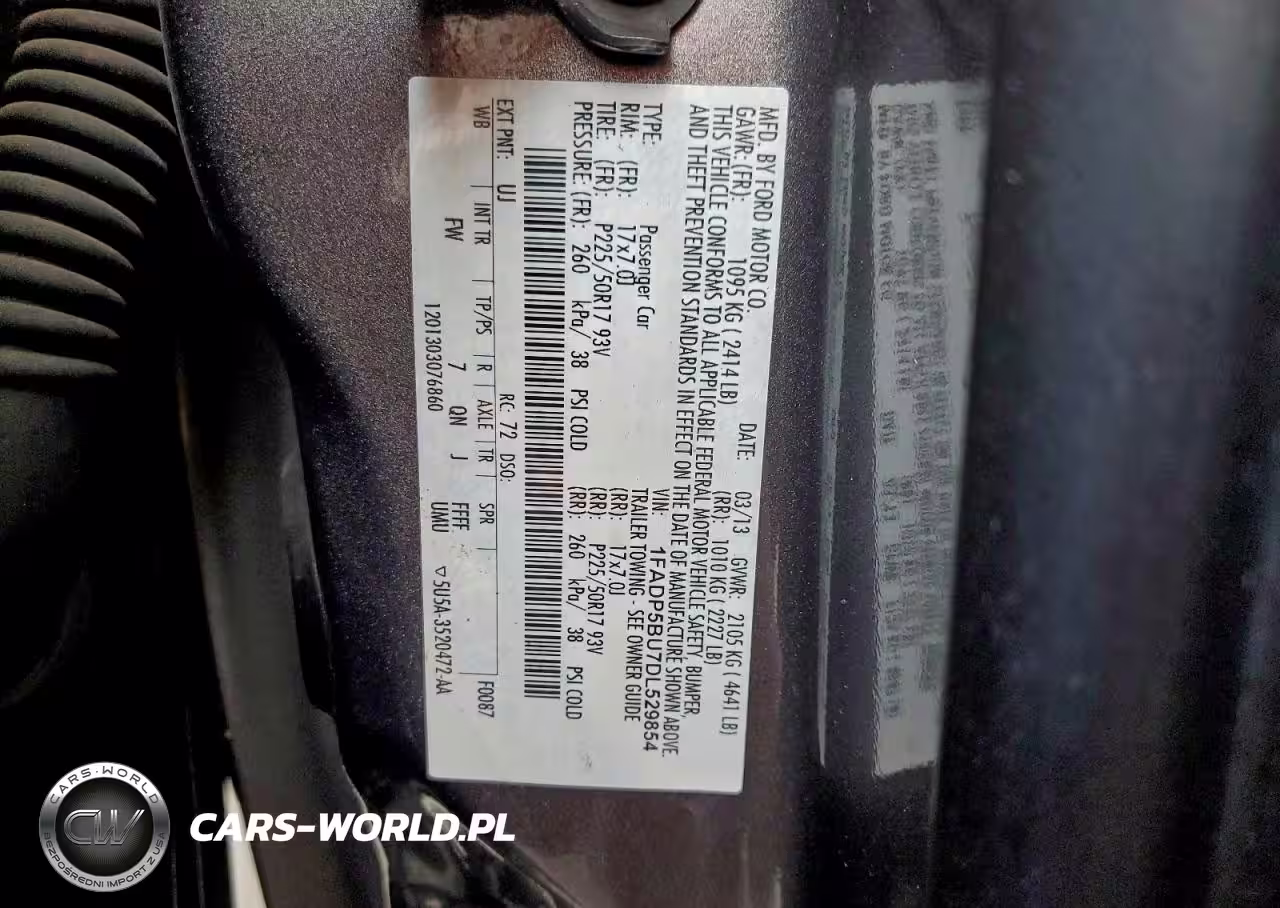 MFD. BY FORD MOTOR CO. DATE: 03/13 GVWR: 2105 KG ( 4641 LB)
GAWR: (FR): 1095 KG ( 2414 LB) (RR): 1010 KG ( 2227 LB)
THIS VEHICLE CONFORMS TO ALL APPLICABLE FEDERAL MOTOR VEHICLE SAFETY, BUMPER,
AND THEFT PREVENTION STANDARDS IN EFFECT ON THE DATE OF MANUFACTURE SHOWN ABOVE.
VIN: 1FADP5BU7DL529854
TYPE: Passenger Car TRAILER TOWING - SEE OWNER GUIDE
RIM: (FR): 17x7.0J (RR): 17x7.0J
TIRE: (FR): P225/50R17 93V (RR): P225/50R17 93V
PRESSURE: (FR): 260 kPa/ 38 PSI COLD (RR): 260 kPa/ 38 PSI COLD
EXT PNT: UJ RC: 72 DSO: F0087
WB | INT TR | TP/PS | R | AXLE | TR | SPR |
FW 7 QN J FFFF
1201303076860 UMU ▽5U5A-3520472-AA
CARS-WORLD
CW
BEZPOŚREDNI IMPORT Z USA
CARS-WORLD.PL